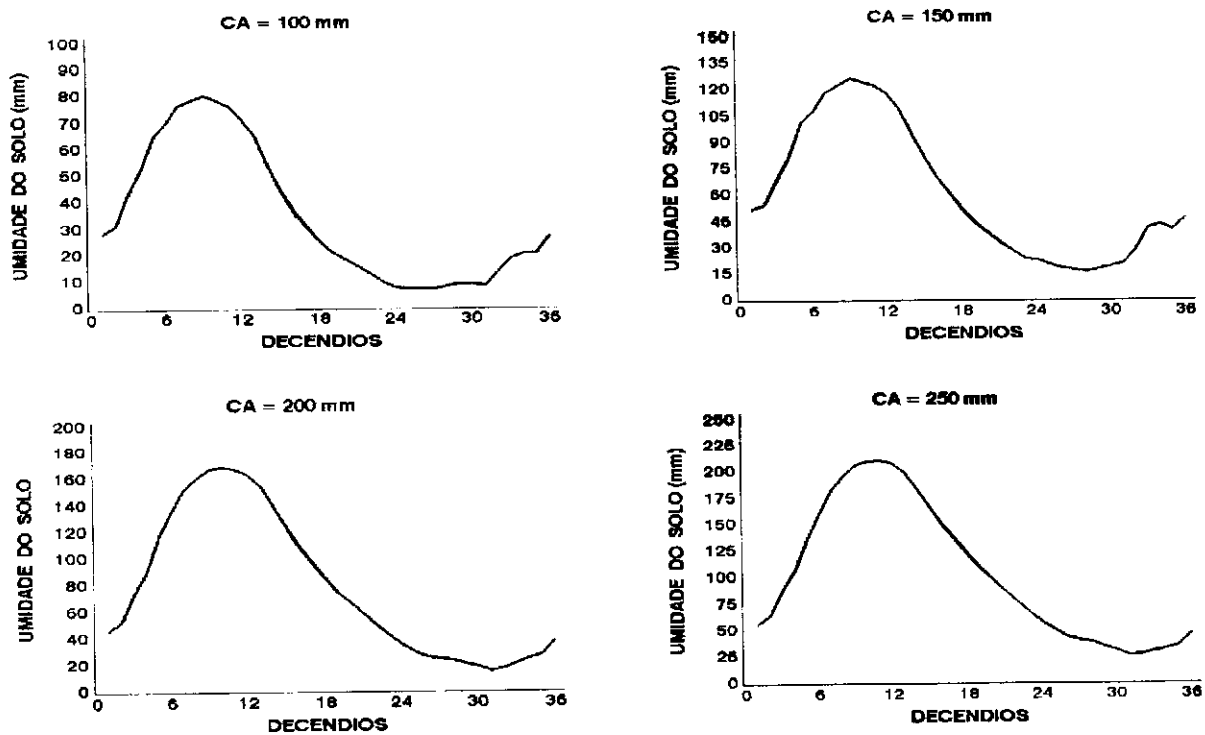 CA = 100 mm
UMIDADE DO SOLO (mm)
100
90
80
70
60
50
40
30
20
10
0
0 6 12 18 24 30 36
DECENDIOS
CA = 150 mm
UMIDADE DO SOLO (mm)
150
135
120
105
90
75
60
45
30
15
0
0 6 12 18 24 30 36
DECENDIOS
CA = 200 mm
UMIDADE DO SOLO
200
180
160
140
120
100
80
60
40
20
0
0 6 12 18 24 30 36
DECENDIOS
CA = 250 mm
UMIDADE DO SOLO (mm)
250
225
200
175
150
125
100
75
50
25
0
0 6 12 18 24 30 36
DECENDIOS